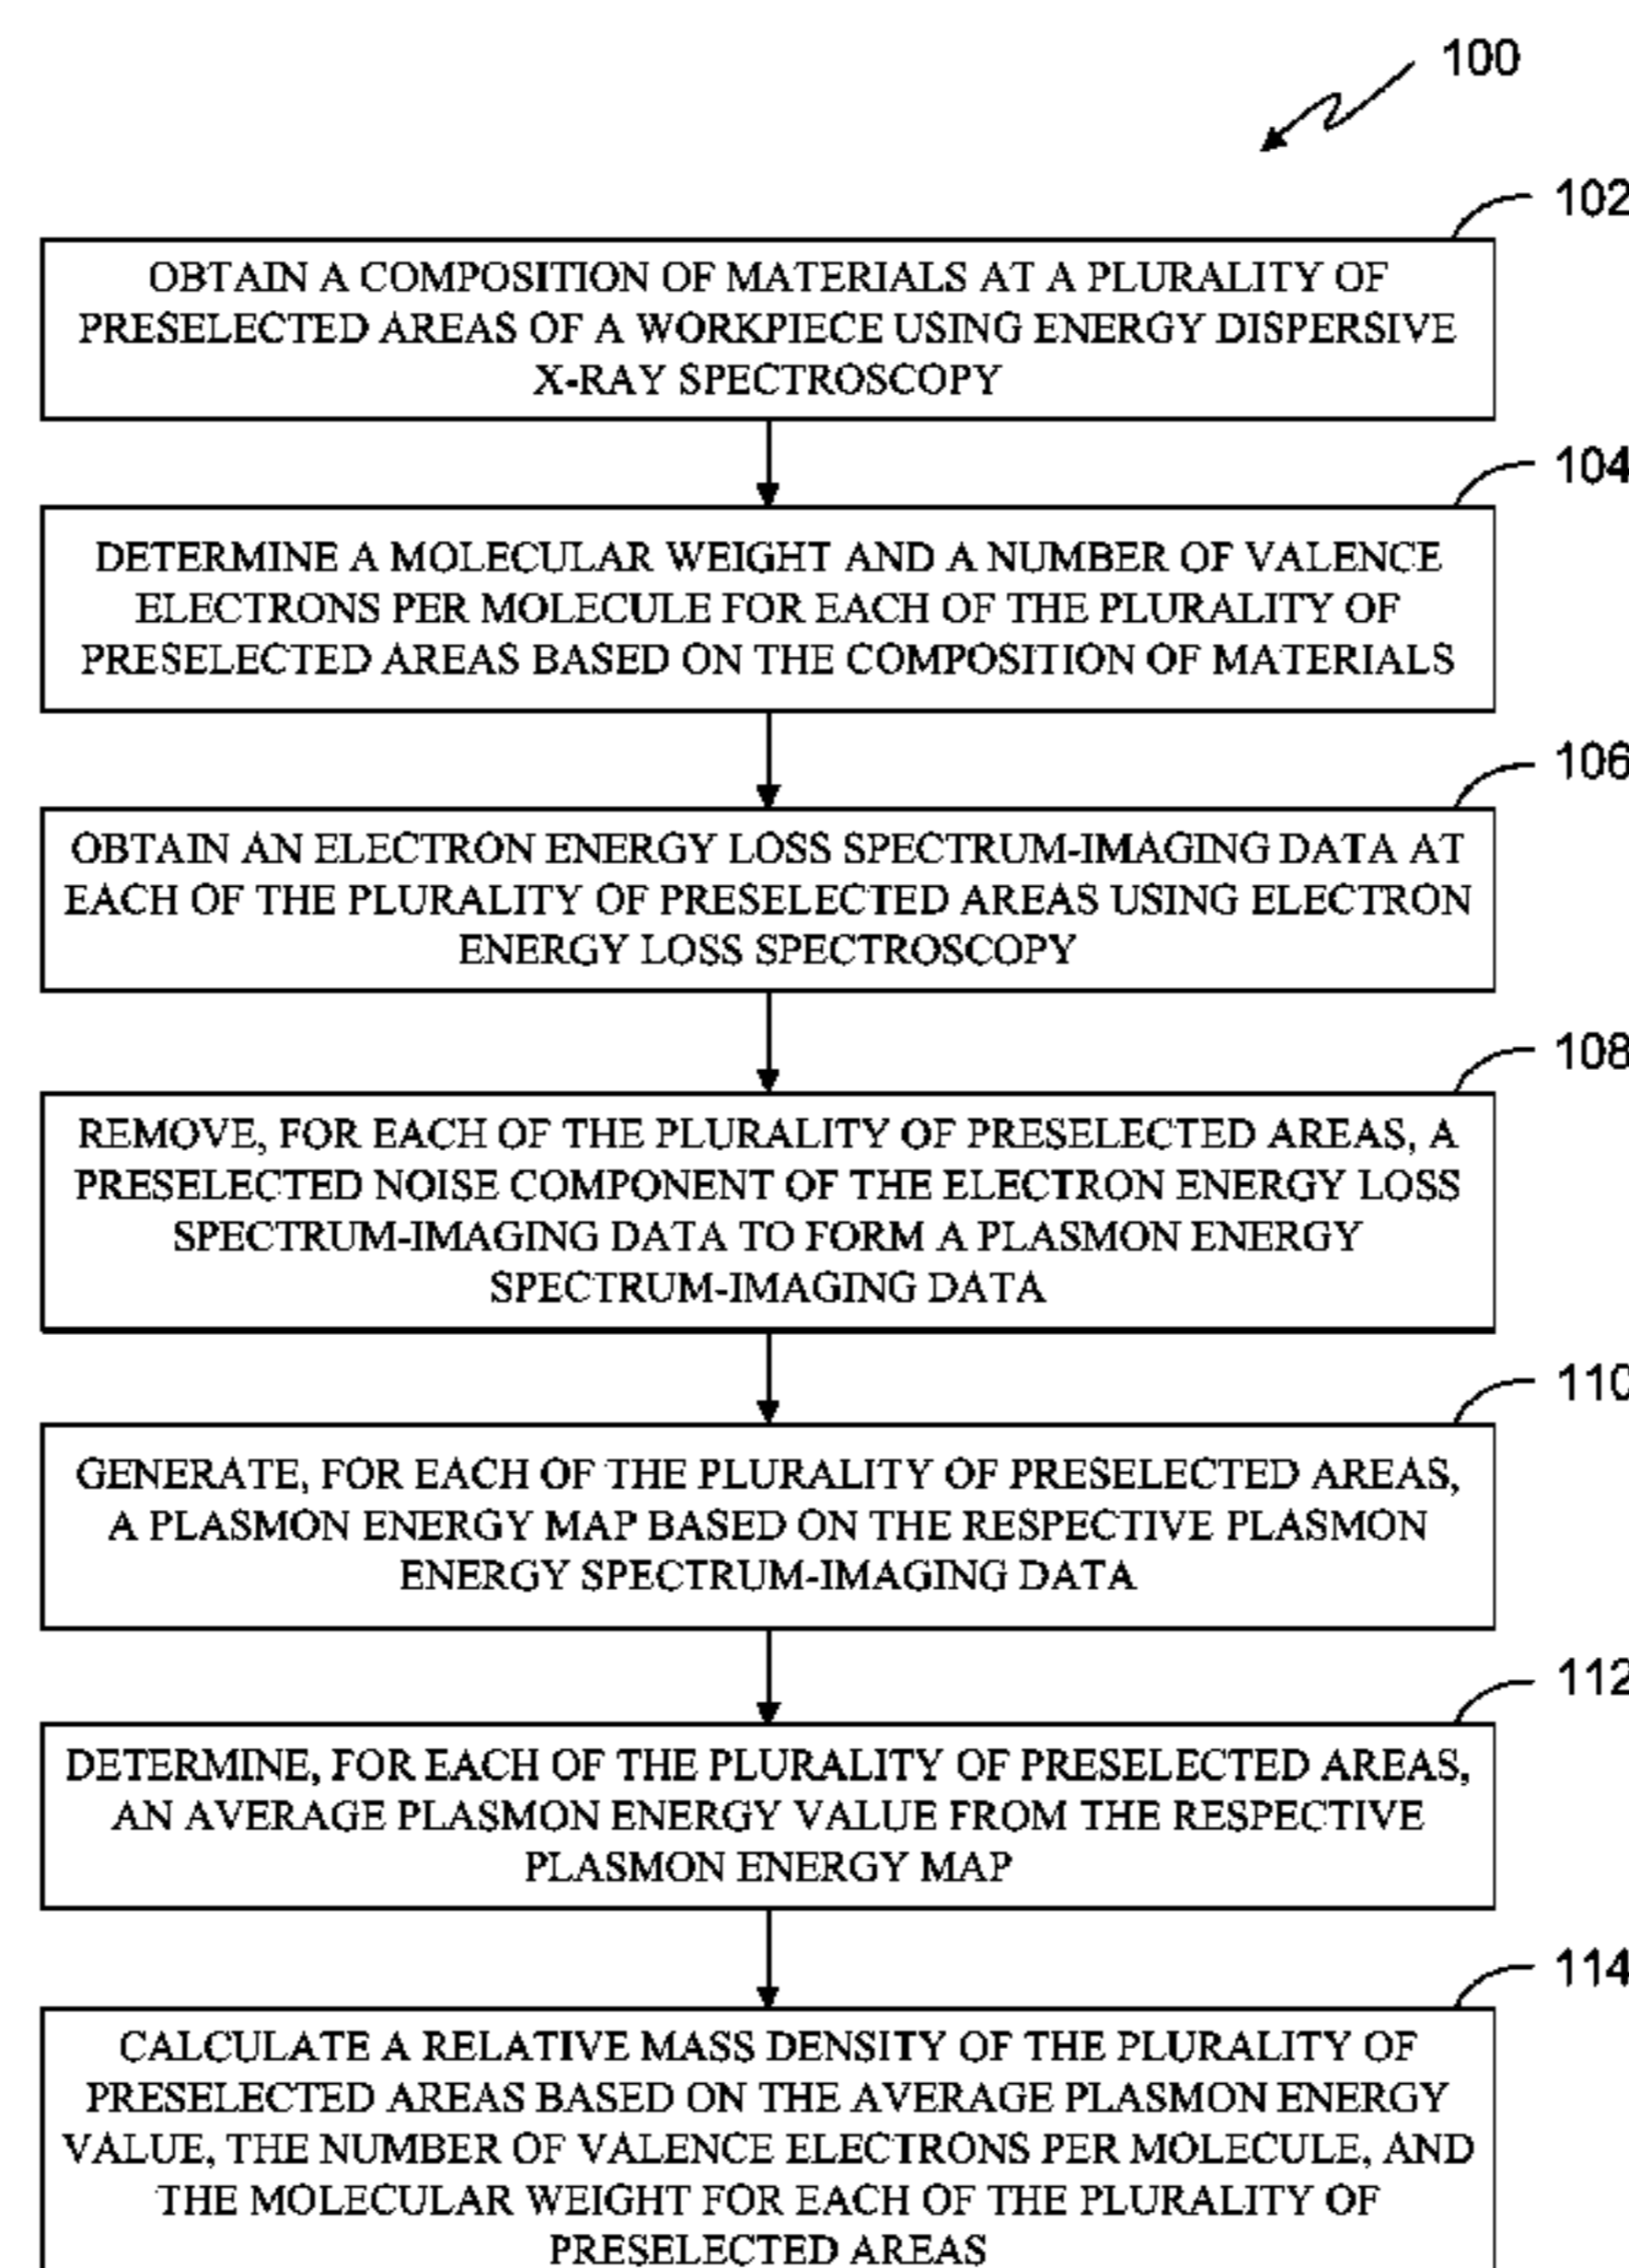 100
102
OBTAIN A COMPOSITION OF MATERIALS AT A PLURALITY OF
PRESELECTED AREAS OF A WORKPIECE USING ENERGY DISPERSIVE
X-RAY SPECTROSCOPY
104
DETERMINE A MOLECULAR WEIGHT AND A NUMBER OF VALENCE
ELECTRONS PER MOLECULE FOR EACH OF THE PLURALITY OF
PRESELECTED AREAS BASED ON THE COMPOSITION OF MATERIALS
106
OBTAIN AN ELECTRON ENERGY LOSS SPECTRUM-IMAGING DATA AT
EACH OF THE PLURALITY OF PRESELECTED AREAS USING ELECTRON
ENERGY LOSS SPECTROSCOPY
108
REMOVE, FOR EACH OF THE PLURALITY OF PRESELECTED AREAS, A
PRESELECTED NOISE COMPONENT OF THE ELECTRON ENERGY LOSS
SPECTRUM-IMAGING DATA TO FORM A PLASMON ENERGY
SPECTRUM-IMAGING DATA
110
GENERATE, FOR EACH OF THE PLURALITY OF PRESELECTED AREAS,
A PLASMON ENERGY MAP BASED ON THE RESPECTIVE PLASMON
ENERGY SPECTRUM-IMAGING DATA
112
DETERMINE, FOR EACH OF THE PLURALITY OF PRESELECTED AREAS,
AN AVERAGE PLASMON ENERGY VALUE FROM THE RESPECTIVE
PLASMON ENERGY MAP
114
CALCULATE A RELATIVE MASS DENSITY OF THE PLURALITY OF
PRESELECTED AREAS BASED ON THE AVERAGE PLASMON ENERGY
VALUE, THE NUMBER OF VALENCE ELECTRONS PER MOLECULE, AND
THE MOLECULAR WEIGHT FOR EACH OF THE PLURALITY OF
PRESELECTED AREAS